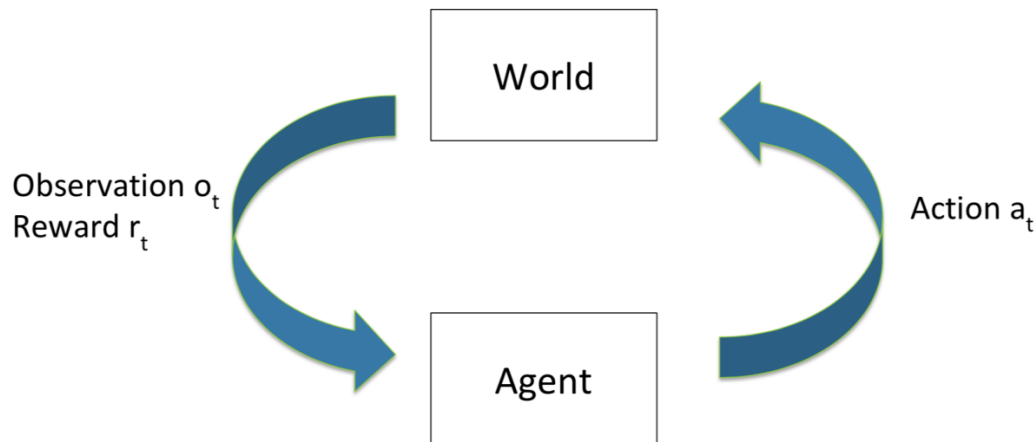 World
Observation o_t
Reward r_t
Action a_t
Agent